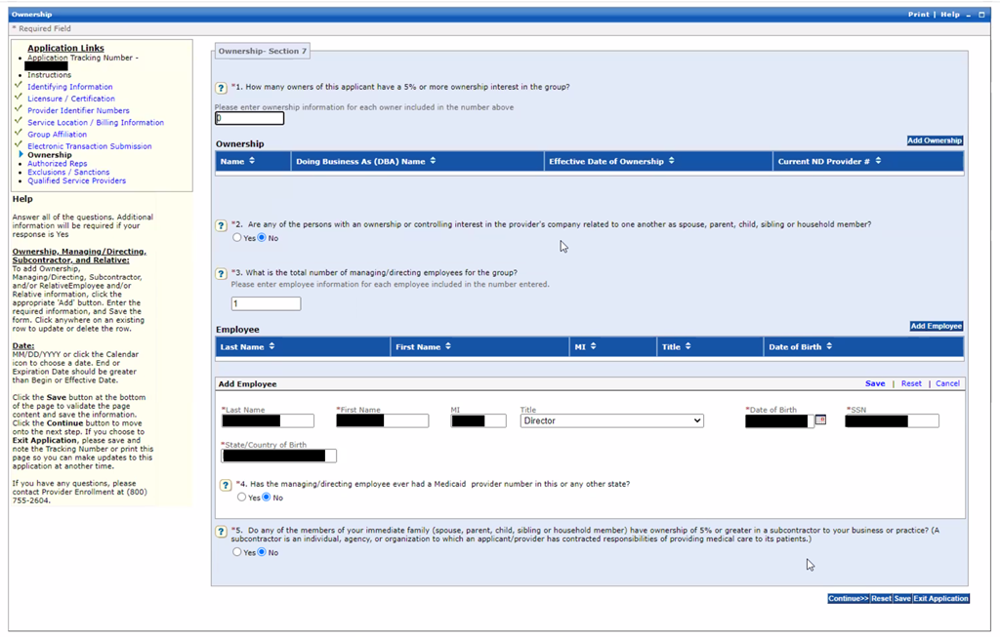 Ownership
Print | Help
* Required Field
Application Links
Application Tracking Number -
Instructions
Identifying Information
Licensure / Certification
Provider Identifier Numbers
Service Location / Billing Information
Group Affiliation
Electronic Transaction Submission
Ownership
Authorized Reps
Exclusions / Sanctions
Qualified Service Providers
Help
Answer all of the questions. Additional
information will be required if your
response is Yes
Ownership, Managing/Directing,
Subcontractor, and Relative:
To add Ownership,
Managing/Directing, Subcontractor,
and/or RelativeEmployee and/or
Relative information, click the
appropriate 'Add' button. Enter the
required information, and Save the
form. Click anywhere on an existing
row to update or delete the row.
Date:
MM/DD/YYYY or click the Calendar
icon to choose a date. End or
Expiration Date should be greater
than Begin or Effective Date.
Click the Save button at the bottom
of the page to validate the page
content and save the information.
Click the Continue button to move
onto the next step. If you choose to
Exit Application, please save and
note the Tracking Number or print this
page so you can make updates to this
application at another time.
If you have any questions, please
contact Provider Enrollment at (800)
755-2604.
Ownership- Section 7
? *1. How many owners of this applicant have a 5% or more ownership interest in the group?
Please enter ownership information for each owner included in the number above
0
Ownership
Add Ownership
Name Doing Business As (DBA) Name Effective Date of Ownership Current ND Provider #
? *2. Are any of the persons with an ownership or controlling interest in the provider's company related to one another as spouse, parent, child, sibling or household member?
Yes No
? *3. What is the total number of managing/directing employees for the group?
Please enter employee information for each employee included in the number entered.
1
Employee
Add Employee
Last Name First Name MI Title Date of Birth
Add Employee
Save | Reset | Cancel
*Last Name *First Name MI Title *Date of Birth *SSN
Director
*State/Country of Birth
? *4. Has the managing/directing employee ever had a Medicaid provider number in this or any other state?
Yes No
? *5. Do any of the members of your immediate family (spouse, parent, child, sibling or household member) have ownership of 5% or greater in a subcontractor to your business or practice? (A
subcontractor is an individual, agency, or organization to which an applicant/provider has contracted responsibilities of providing medical care to its patients.)
Yes No
Continue>> Reset Save Exit Application